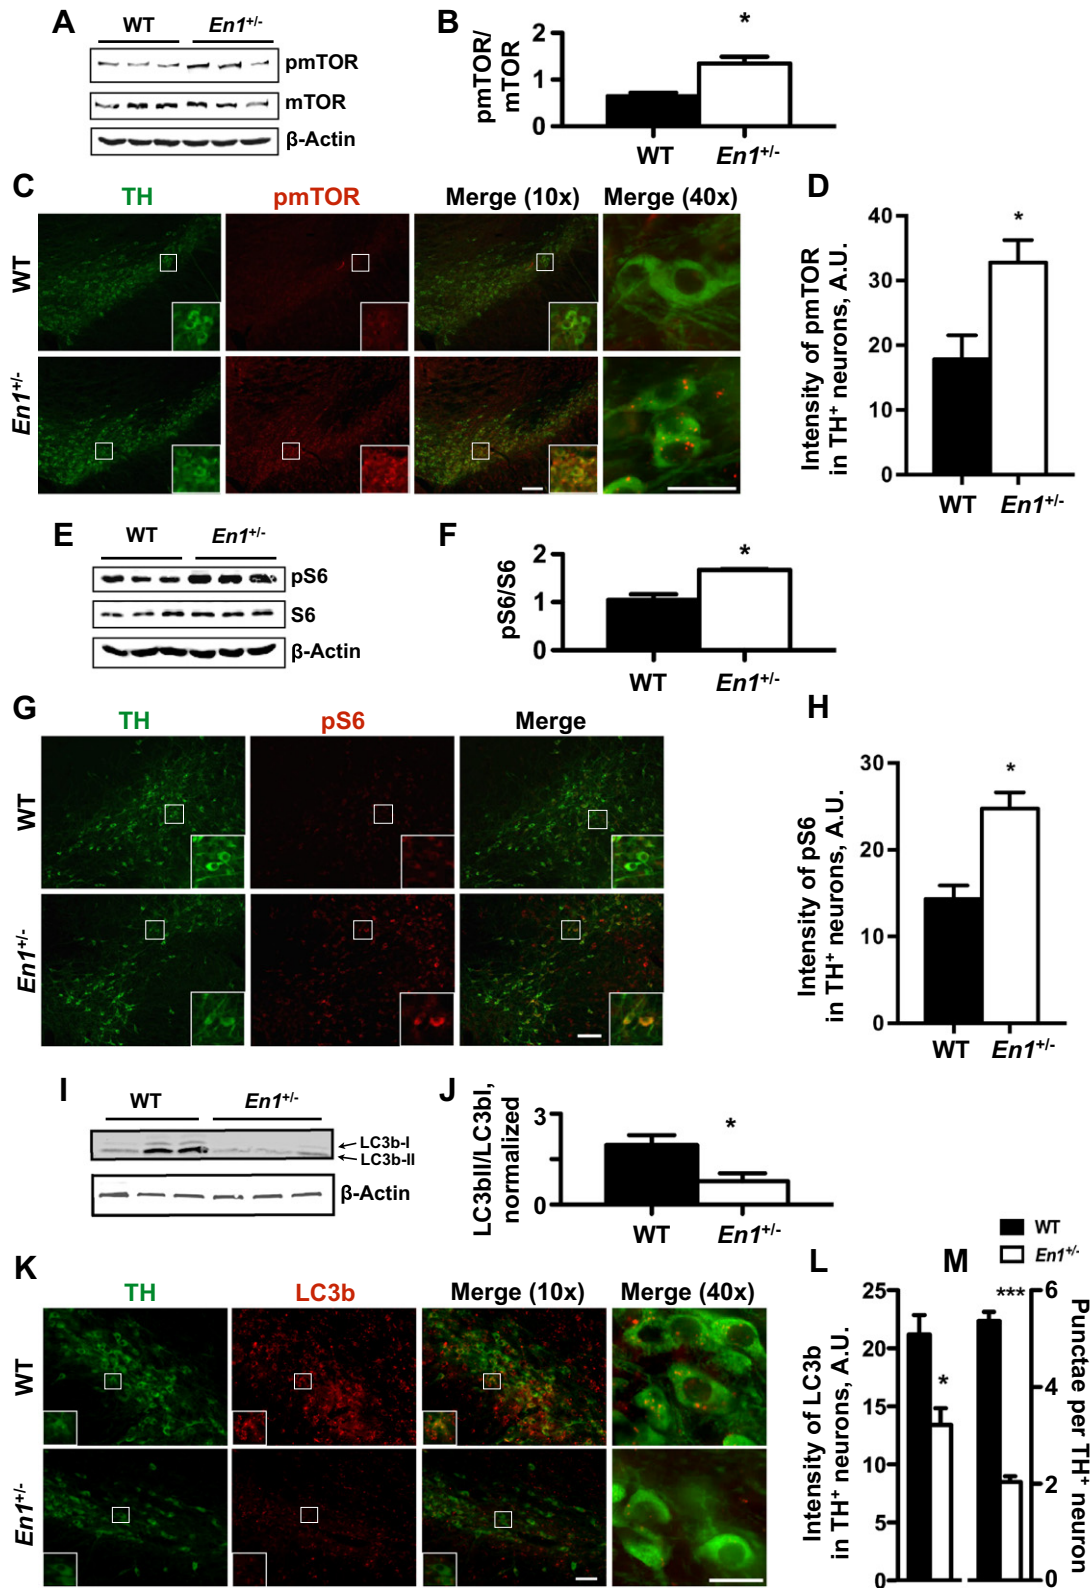 A
WT
En1+/-
pmTOR
mTOR
β-Actin
B
pmTOR/
mTOR
2
1
0
*
WT
En1+/-
C
TH
pmTOR
Merge (10x)
Merge (40x)
WT
En1+/-
D
Intensity of pmTOR
in TH+ neurons, A.U.
40
30
20
10
0
*
WT
En1+/-
E
WT
En1+/-
pS6
S6
β-Actin
F
pS6/S6
2
1
0
*
WT
En1+/-
G
TH
pS6
Merge
WT
En1+/-
H
Intensity of pS6
in TH+ neurons, A.U.
30
20
10
0
*
WT
En1+/-
I
WT
En1+/-
LC3b-I
LC3b-II
β-Actin
J
LC3bII/LC3bI,
normalized
3
0
*
WT
En1+/-
K
TH
LC3b
Merge (10x)
Merge (40x)
WT
En1+/-
WT
En1+/-
L
Intensity of LC3b
in TH+ neurons, A.U.
25
20
15
10
5
0
*
M
***
6
4
2
0
Punctae per TH+
neuron